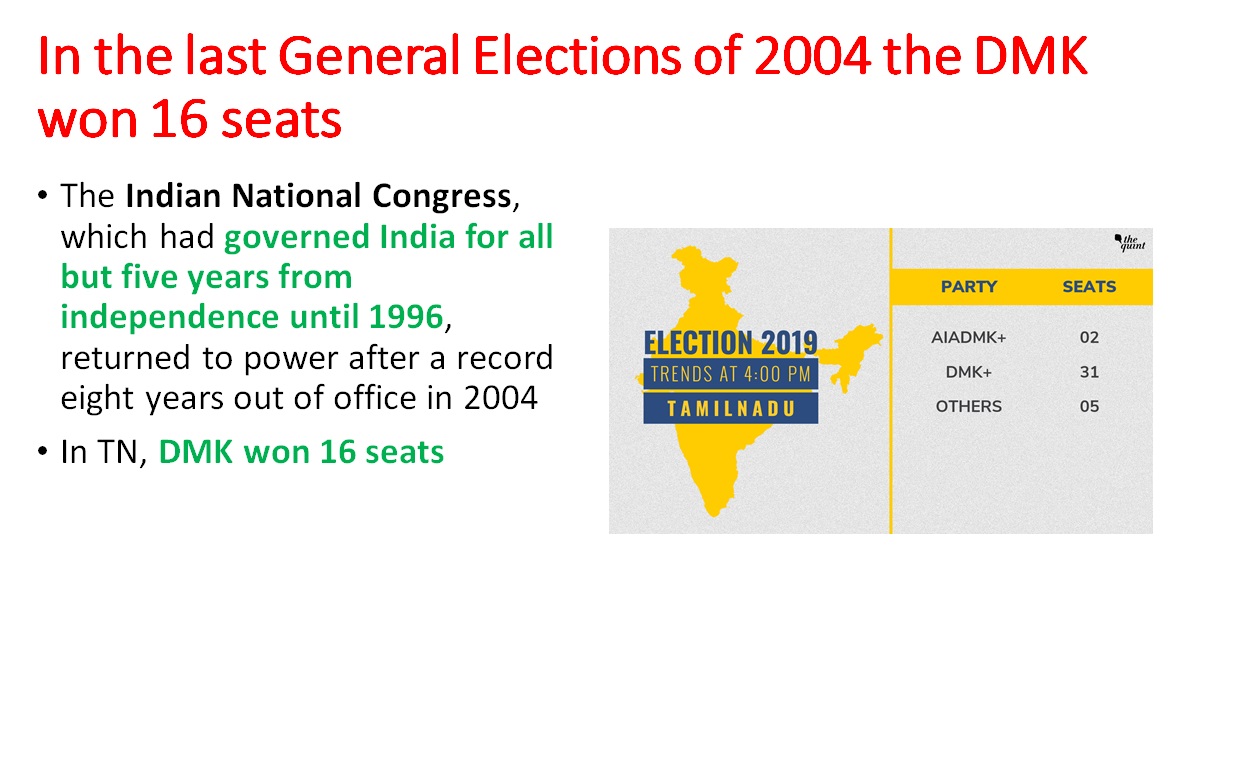 In the last General Elections of 2004 the DMK
won 16 seats
• The Indian National Congress,
which had governed India for all
but five years from
independence until 1996,
returned to power after a record
eight years out of office in 2004
• In TN, DMK won 16 seats
the
quint
ELECTION 2019
TRENDS AT 4:00 PM
TAMILNADU
PARTY SEATS
AIADMK+ 02
DMK+ 31
OTHERS 05